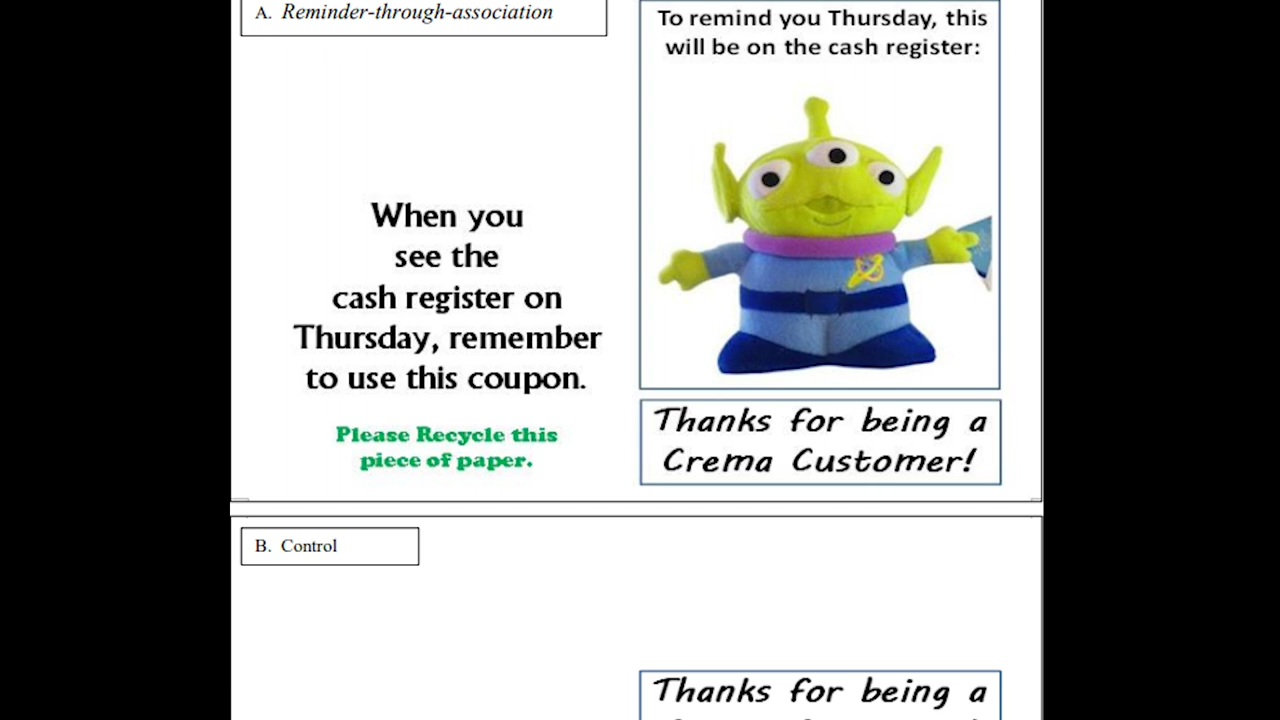 A. Reminder-through-association
To remind you Thursday, this
will be on the cash register:
When you
see the
cash register on
Thursday, remember
to use this coupon.
Please Recycle this
piece of paper.
Thanks for being a
Crema Customer!
B. Control
Thanks for being a